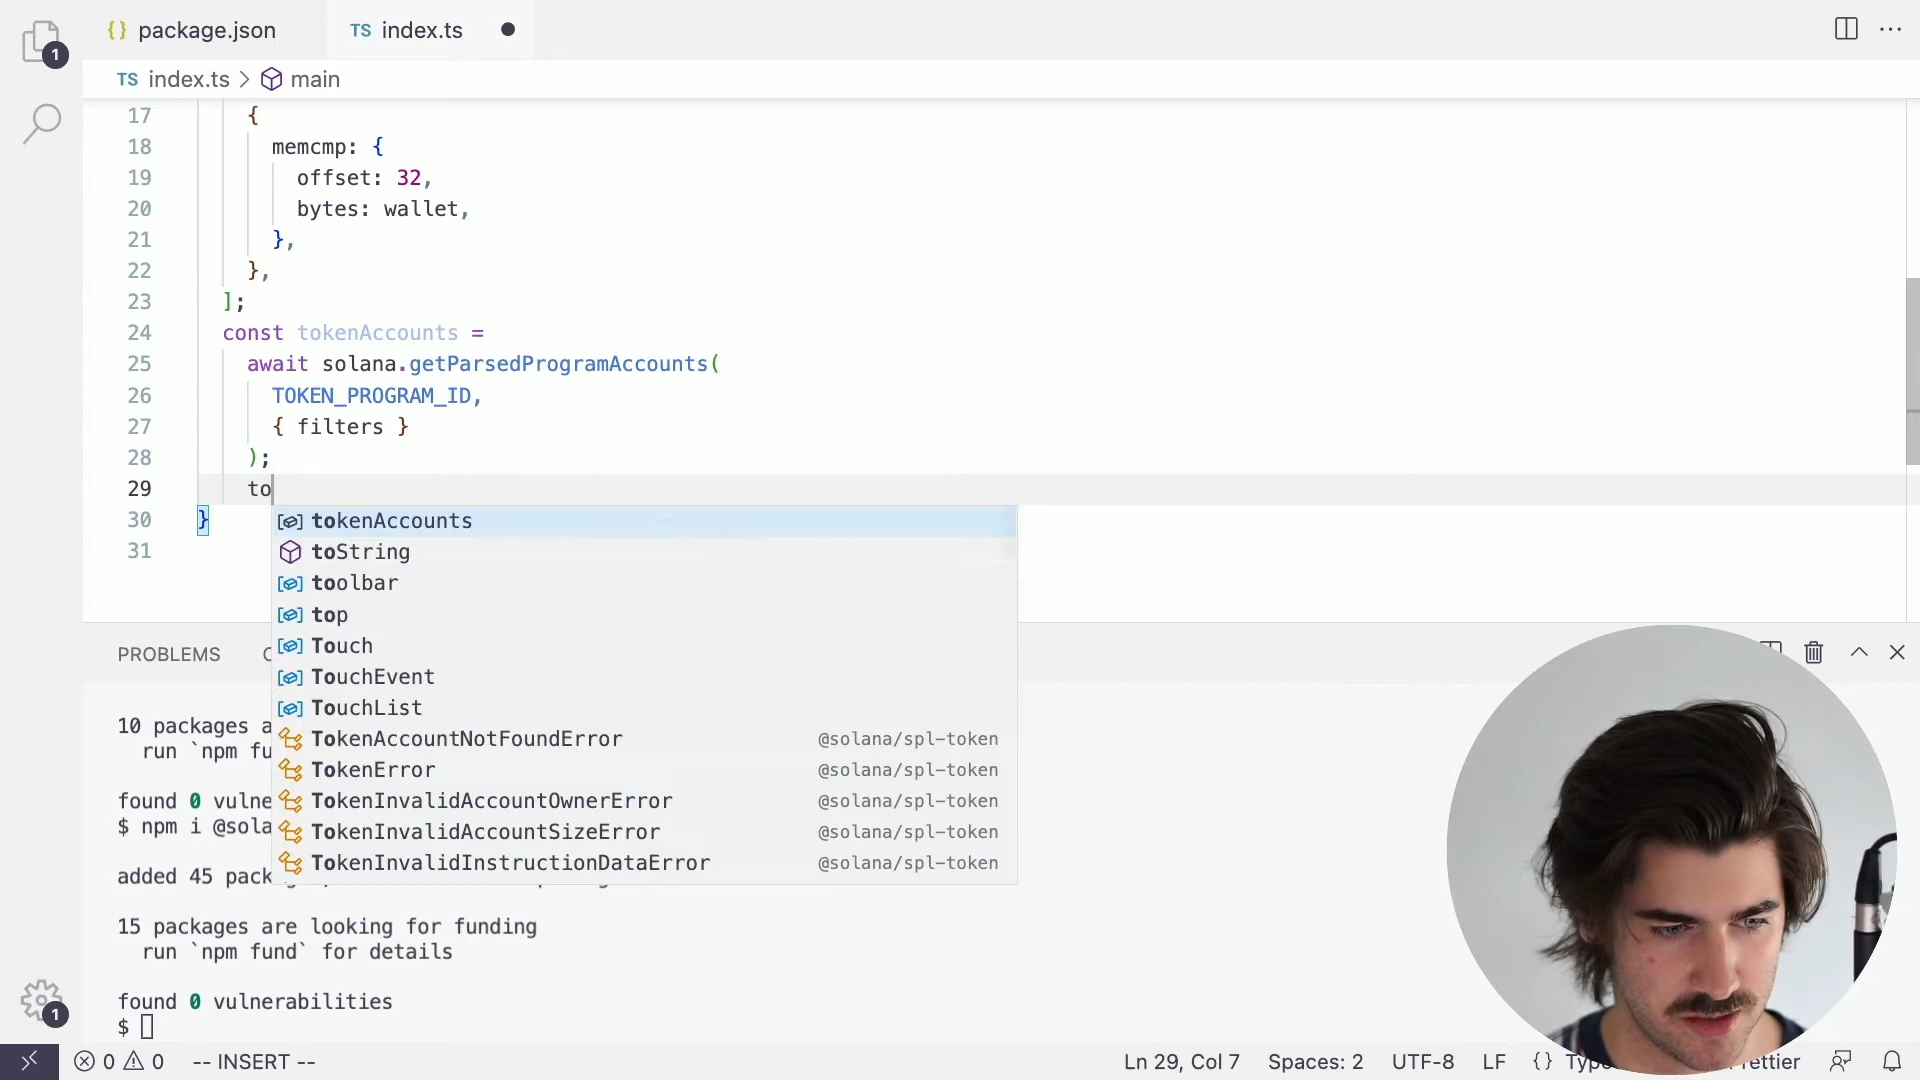 1
{} package.json
TS index.ts
TS index.ts > main
17 {
18 memcmp: {
19 offset: 32,
20 bytes: wallet,
21 },
22 },
23 ];
24 const tokenAccounts =
25 await solana.getParsedProgramAccounts(
26 TOKEN_PROGRAM_ID,
27 { filters }
28 );
29 to
30 }
31
tokenAccounts
toString
toolbar
top
Touch
TouchEvent
TouchList
TokenAccountNotFoundError @solana/spl-token
TokenError @solana/spl-token
TokenInvalidAccountOwnerError @solana/spl-token
TokenInvalidAccountSizeError @solana/spl-token
TokenInvalidInstructionDataError @solana/spl-token
PROBLEMS
10 packages a
run `npm fu
found 0 vulne
$ npm i @sola
added 45 pack
15 packages are looking for funding
run `npm fund` for details
found 0 vulnerabilities
$
1
0 0 -- INSERT -- Ln 29, Col 7 Spaces: 2 UTF-8 LF {} Typ ettier